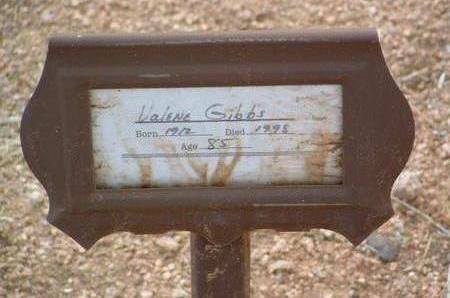 Valene Gibbs
Born 1912 Died 1998
Age 85